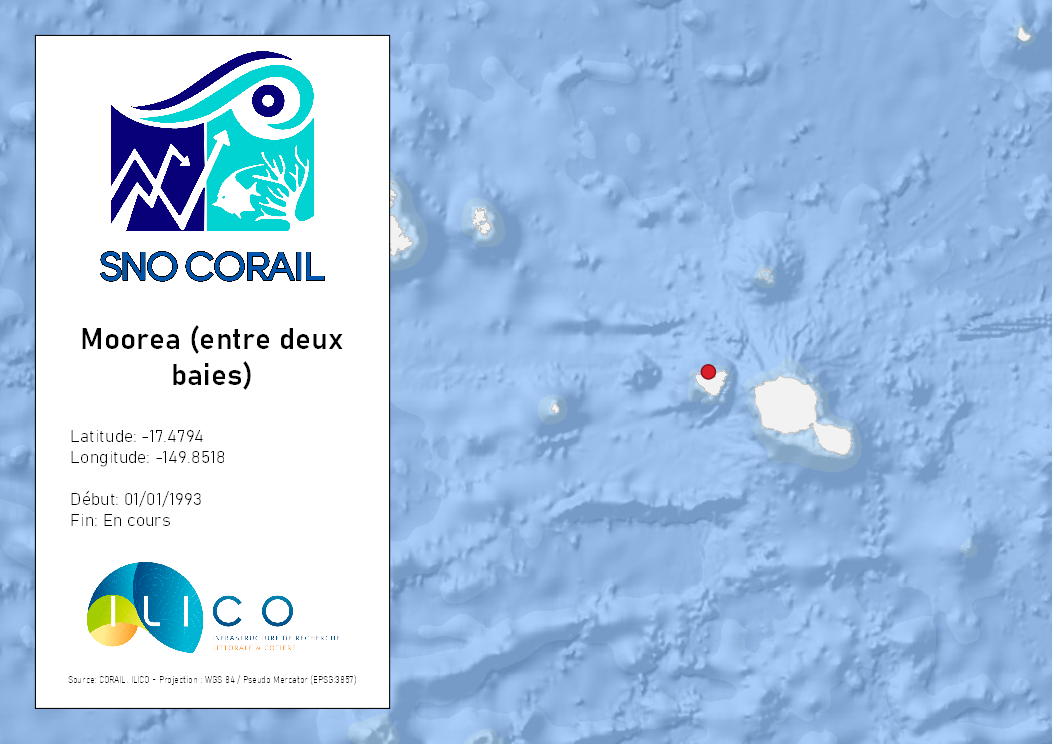 SNO CORAIL
Moorea (entre deux
baies)
Latitude: -17.4794
Longitude: -149.8518
Début: 01/01/1993
Fin: En cours
ILICO
INFRASTRUCTURE DE RECHERCHE
LITTORALE & CÔTIÈRE
Source: CORAIL, ILICO - Projection : WGS 84 / Pseudo Mercator (EPSG:3857)